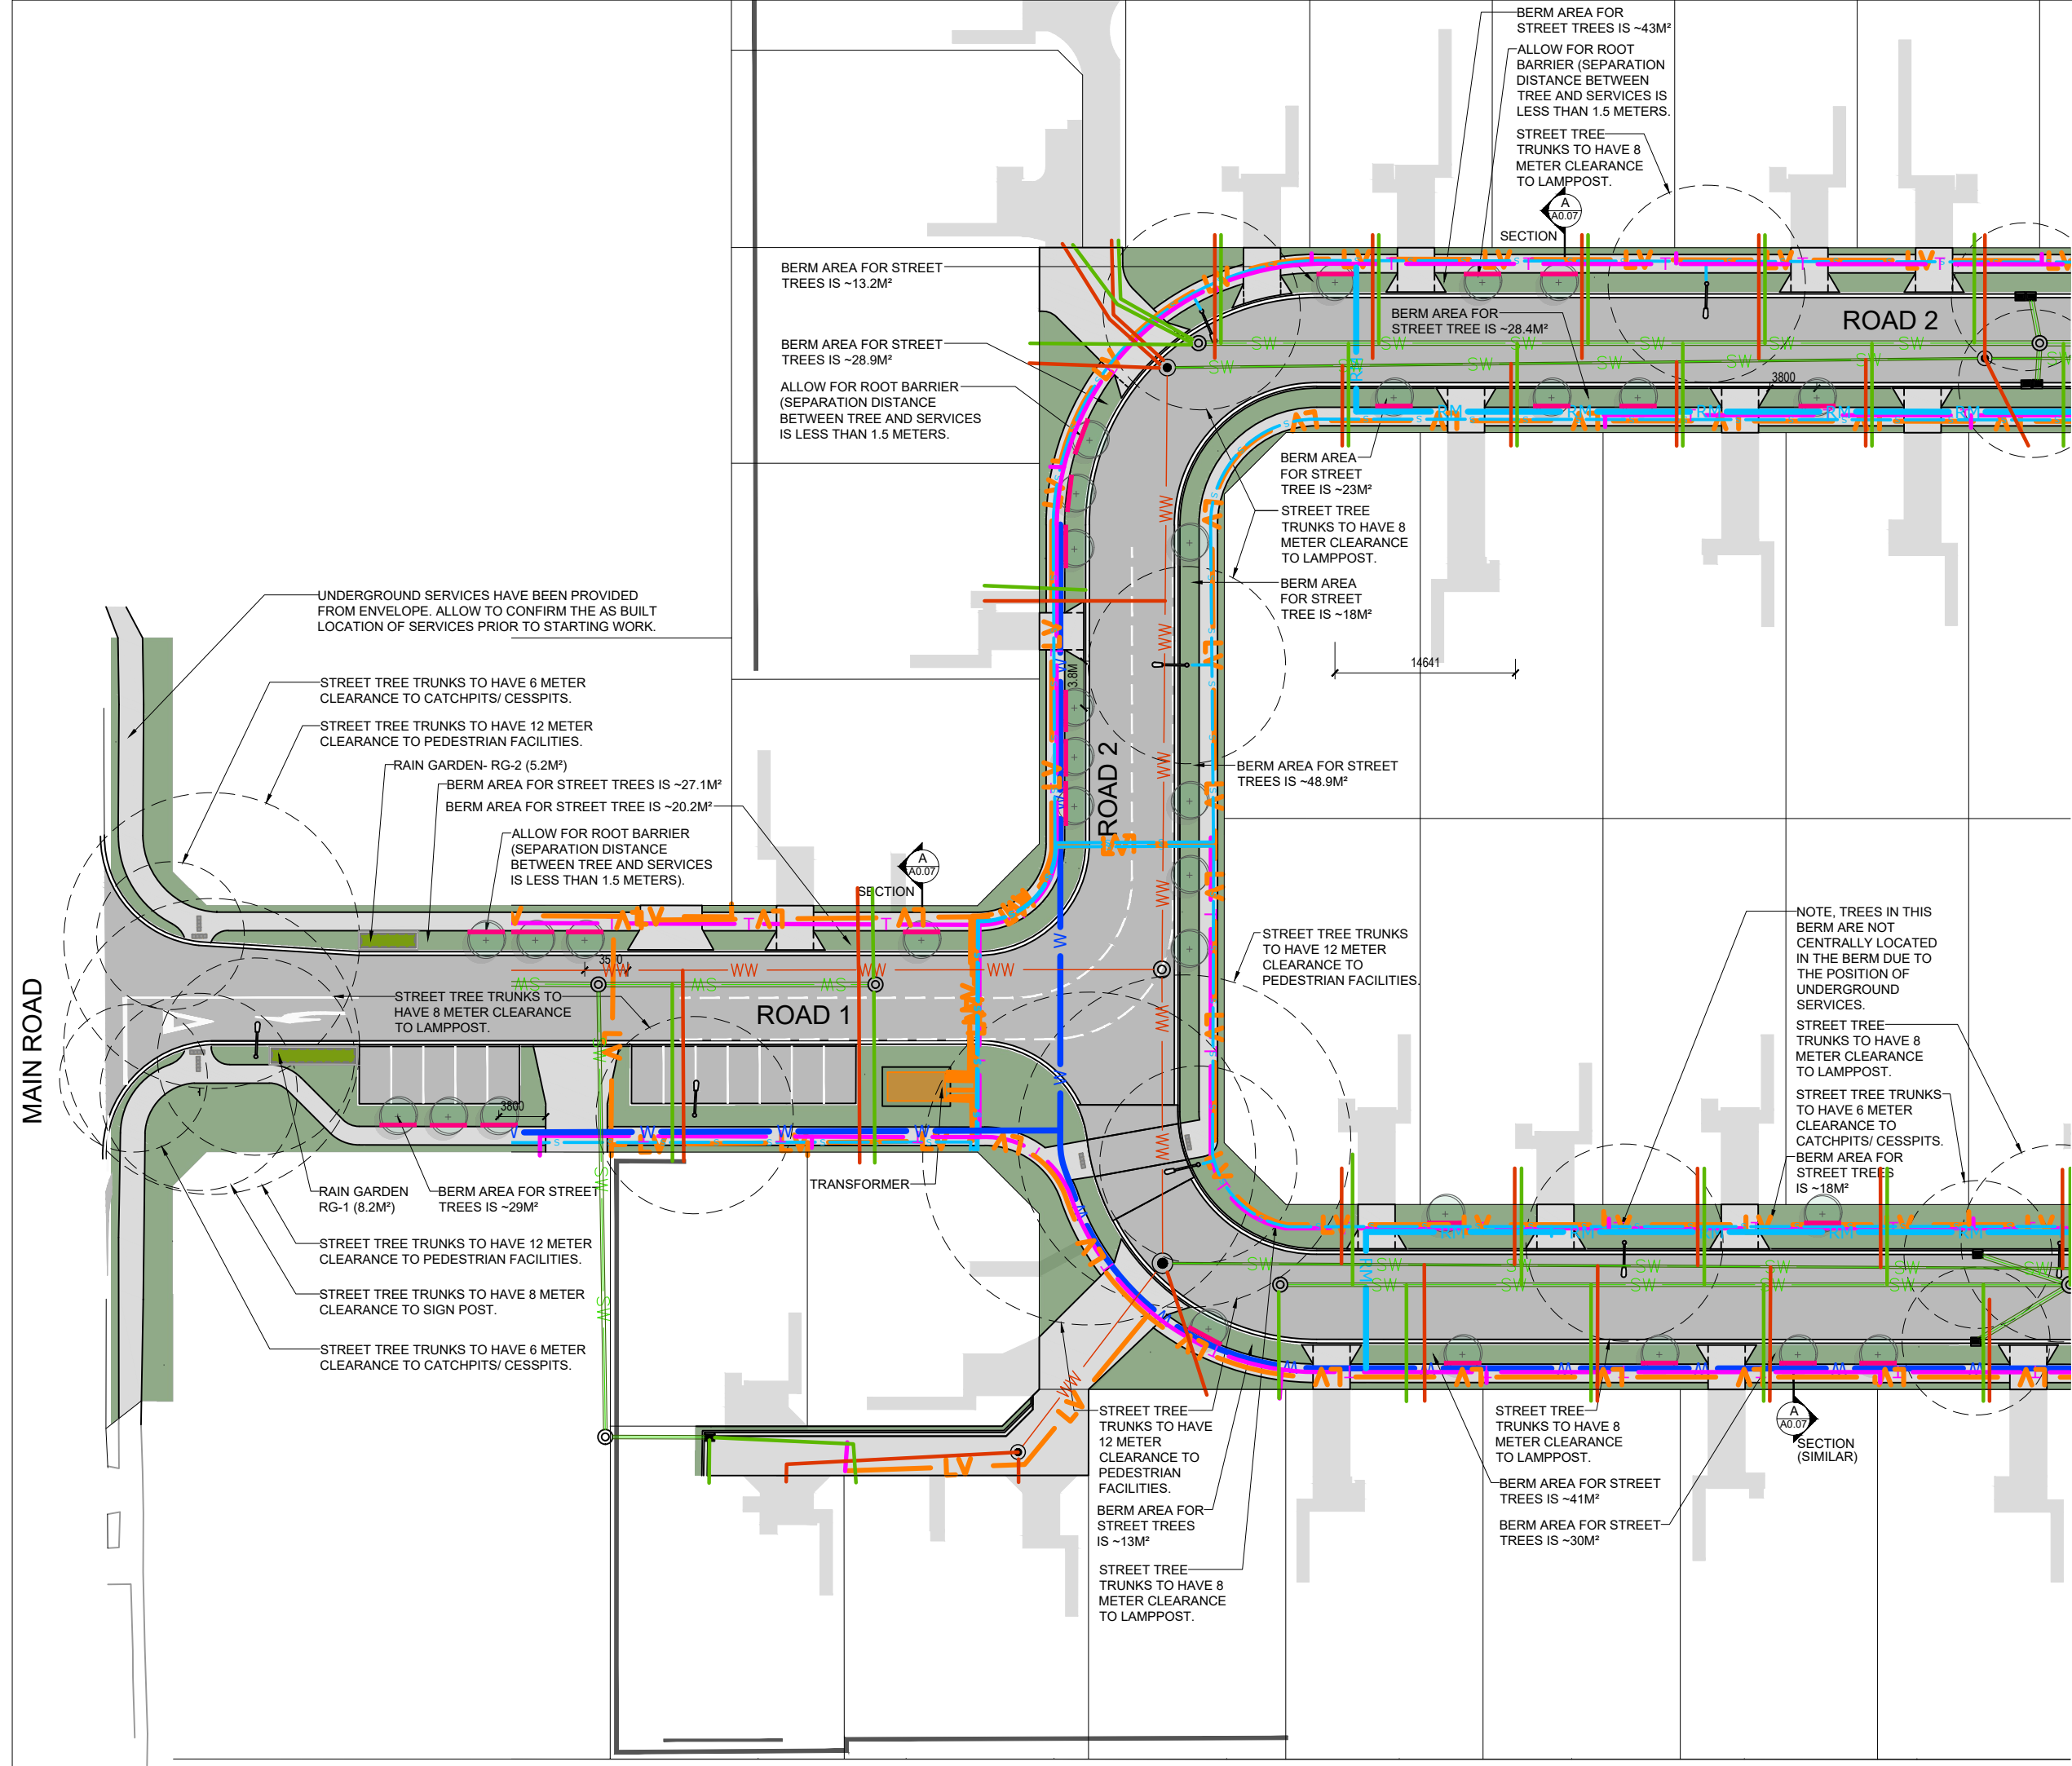 BERM AREA FOR
STREET TREES IS ~43M²
ALLOW FOR ROOT
BARRIER (SEPARATION
DISTANCE BETWEEN
TREE AND SERVICES IS
LESS THAN 1.5 METERS.
STREET TREE
TRUNKS TO HAVE 8
METER CLEARANCE
TO LAMPPOST.
A
A0.07
SECTION
BERM AREA FOR STREET
TREES IS ~13.2M²
BERM AREA FOR
STREET TREE IS ~28.4M²
ROAD 2
BERM AREA FOR STREET
TREES IS ~28.9M²
ALLOW FOR ROOT BARRIER
(SEPARATION DISTANCE
BETWEEN TREE AND SERVICES
IS LESS THAN 1.5 METERS.
3800
BERM AREA
FOR STREET
TREE IS ~23M²
STREET TREE
TRUNKS TO HAVE 8
METER CLEARANCE
TO LAMPPOST.
BERM AREA
FOR STREET
TREE IS ~18M²
14641
UNDERGROUND SERVICES HAVE BEEN PROVIDED
FROM ENVELOPE. ALLOW TO CONFIRM THE AS BUILT
LOCATION OF SERVICES PRIOR TO STARTING WORK.
STREET TREE TRUNKS TO HAVE 6 METER
CLEARANCE TO CATCHPITS/ CESSPITS.
STREET TREE TRUNKS TO HAVE 12 METER
CLEARANCE TO PEDESTRIAN FACILITIES.
RAIN GARDEN- RG-2 (5.2M²)
BERM AREA FOR STREET TREES IS ~27.1M²
BERM AREA FOR STREET TREE IS ~20.2M²
ALLOW FOR ROOT BARRIER
(SEPARATION DISTANCE
BETWEEN TREE AND SERVICES
IS LESS THAN 1.5 METERS).
A
A0.07
SECTION
3.8M
ROAD 2
BERM AREA FOR STREET
TREES IS ~48.9M²
STREET TREE TRUNKS
TO HAVE 12 METER
CLEARANCE TO
PEDESTRIAN FACILITIES.
NOTE, TREES IN THIS
BERM ARE NOT
CENTRALLY LOCATED
IN THE BERM DUE TO
THE POSITION OF
UNDERGROUND
SERVICES.
STREET TREE
TRUNKS TO HAVE 8
METER CLEARANCE
TO LAMPPOST.
STREET TREE TRUNKS
TO HAVE 6 METER
CLEARANCE TO
CATCHPITS/ CESSPITS.
BERM AREA FOR
STREET TREES
IS ~18M²
MAIN ROAD
STREET TREE TRUNKS TO
HAVE 8 METER CLEARANCE
TO LAMPPOST.
ROAD 1
3800
TRANSFORMER
RAIN GARDEN
RG-1 (8.2M²)
BERM AREA FOR STREET
TREES IS ~29M²
STREET TREE TRUNKS TO HAVE 12 METER
CLEARANCE TO PEDESTRIAN FACILITIES.
STREET TREE TRUNKS TO HAVE 8 METER
CLEARANCE TO SIGN POST.
STREET TREE TRUNKS TO HAVE 6 METER
CLEARANCE TO CATCHPITS/ CESSPITS.
STREET TREE
TRUNKS TO HAVE
12 METER
CLEARANCE TO
PEDESTRIAN
FACILITIES.
BERM AREA FOR
STREET TREES
IS ~13M²
STREET TREE
TRUNKS TO HAVE 8
METER CLEARANCE
TO LAMPPOST.
STREET TREE
TRUNKS TO HAVE 8
METER CLEARANCE
TO LAMPPOST.
BERM AREA FOR STREET
TREES IS ~41M²
BERM AREA FOR STREET
TREES IS ~30M²
A
A0.07
SECTION
(SIMILAR)